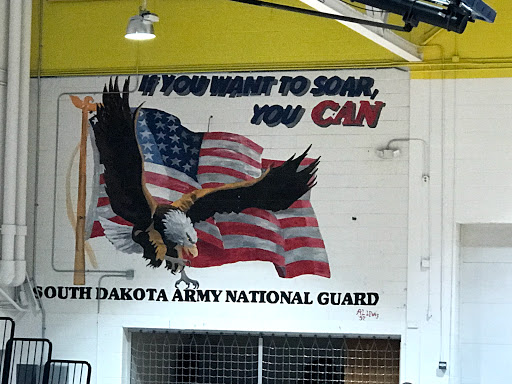 IF YOU WANT TO SOAR,
YOU CAN
SOUTH DAKOTA ARMY NATIONAL GUARD